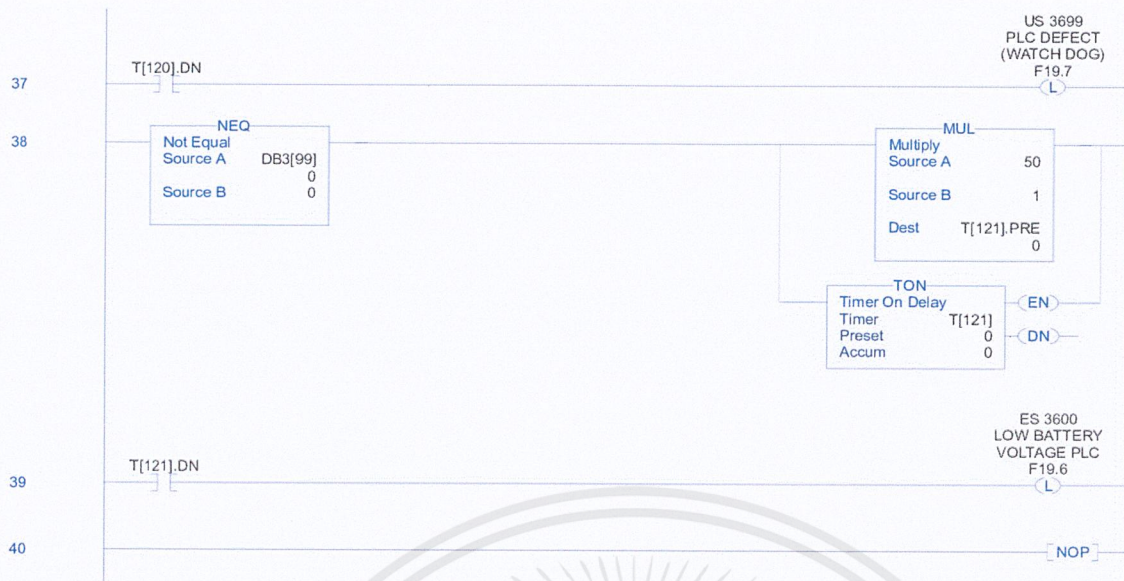 US 3699
PLC DEFECT
(WATCH DOG)
T[120].DN
F19.7
37
L
NEQ
MUL
38
Not Equal
Multiply
Source A DB3[99]
Source A 50
0
Source B 0
Source B 1
Dest T[121].PRE
0
TON
Timer On Delay
EN
Timer T[121]
Preset 0
DN
Accum 0
ES 3600
LOW BATTERY
VOLTAGE PLC
T[121].DN
F19.6
39
L
40
NOP